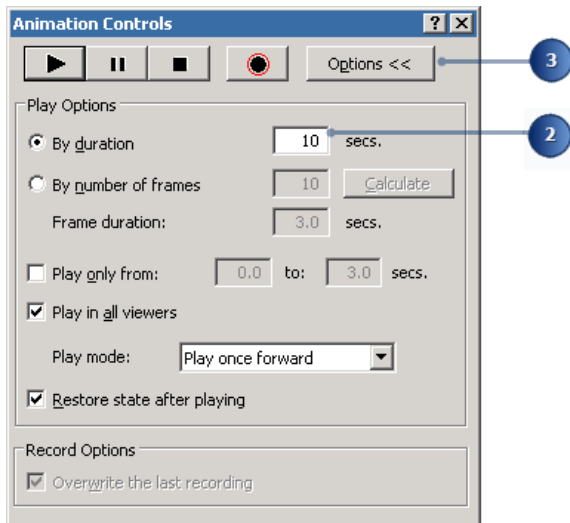 Animation Controls
Options << 3
Play Options
By duration 10 secs. 2
By number of frames 10 Calculate
Frame duration: 3.0 secs.
Play only from: 0.0 to: 3.0 secs.
Play in all viewers
Play mode: Play once forward
Restore state after playing
Record Options
Overwrite the last recording